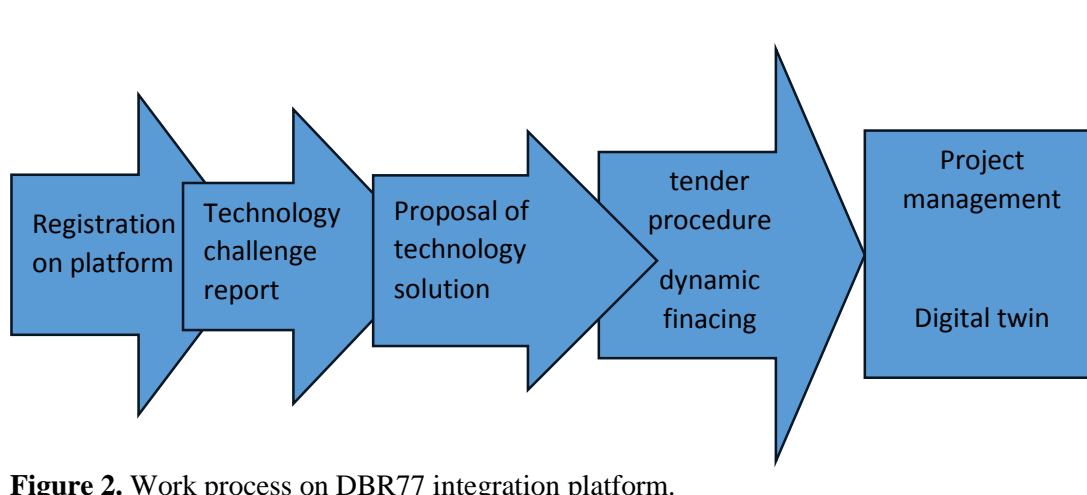 Registration
on platform
Technology
challenge
report
Proposal of
technology
solution
tender
procedure
dynamic
finacing
Project
management
Digital twin
Figure 2. Work process on DBR77 integration platform.